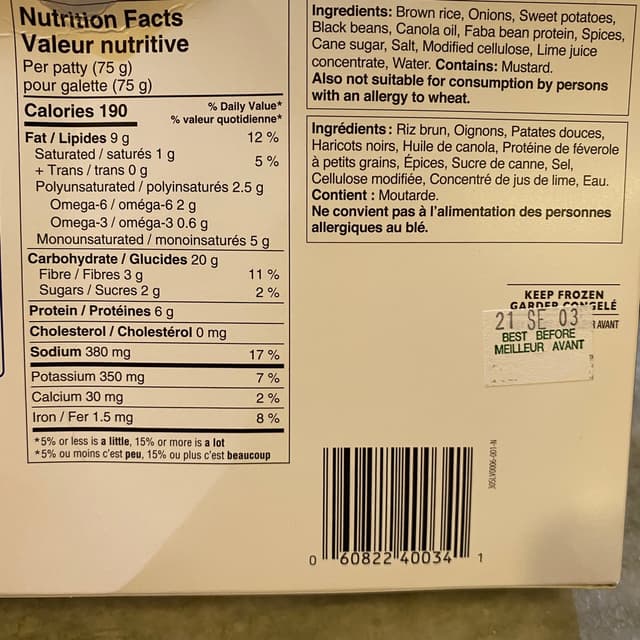 Nutrition Facts
Valeur nutritive
Per patty (75 g)
pour galette (75 g)
Calories 190
% Daily Value*
% valeur quotidienne*
Fat / Lipides 9 g 12 %
Saturated / saturés 1 g
+ Trans / trans 0 g 5 %
Polyunsaturated / polyinsaturés 2.5 g
Omega-6 / oméga-6 2 g
Omega-3 / oméga-3 0.6 g
Monounsaturated / monoinsaturés 5 g
Carbohydrate / Glucides 20 g
Fibre / Fibres 3 g 11 %
Sugars / Sucres 2 g 2 %
Protein / Protéines 6 g
Cholesterol / Cholestérol 0 mg
Sodium 380 mg 17 %
Potassium 350 mg 7 %
Calcium 30 mg 2 %
Iron / Fer 1.5 mg 8 %
*5% or less is a little, 15% or more is a lot
*5% ou moins c'est peu, 15% ou plus c'est beaucoup
Ingredients: Brown rice, Onions, Sweet potatoes,
Black beans, Canola oil, Faba bean protein, Spices,
Cane sugar, Salt, Modified cellulose, Lime juice
concentrate, Water. Contains: Mustard.
Also not suitable for consumption by persons
with an allergy to wheat.
Ingrédients : Riz brun, Oignons, Patates douces,
Haricots noirs, Huile de canola, Protéine de féverole
à petits grains, Épices, Sucre de canne, Sel,
Cellulose modifiée, Concentré de jus de lime, Eau.
Contient : Moutarde.
Ne convient pas à l'alimentation des personnes
allergiques au blé.
KEEP FROZEN
GARDER CONGELÉ
21 SE 03
BEST BEFORE
MEILLEUR AVANT
R AVANT
0 60822 40034 1